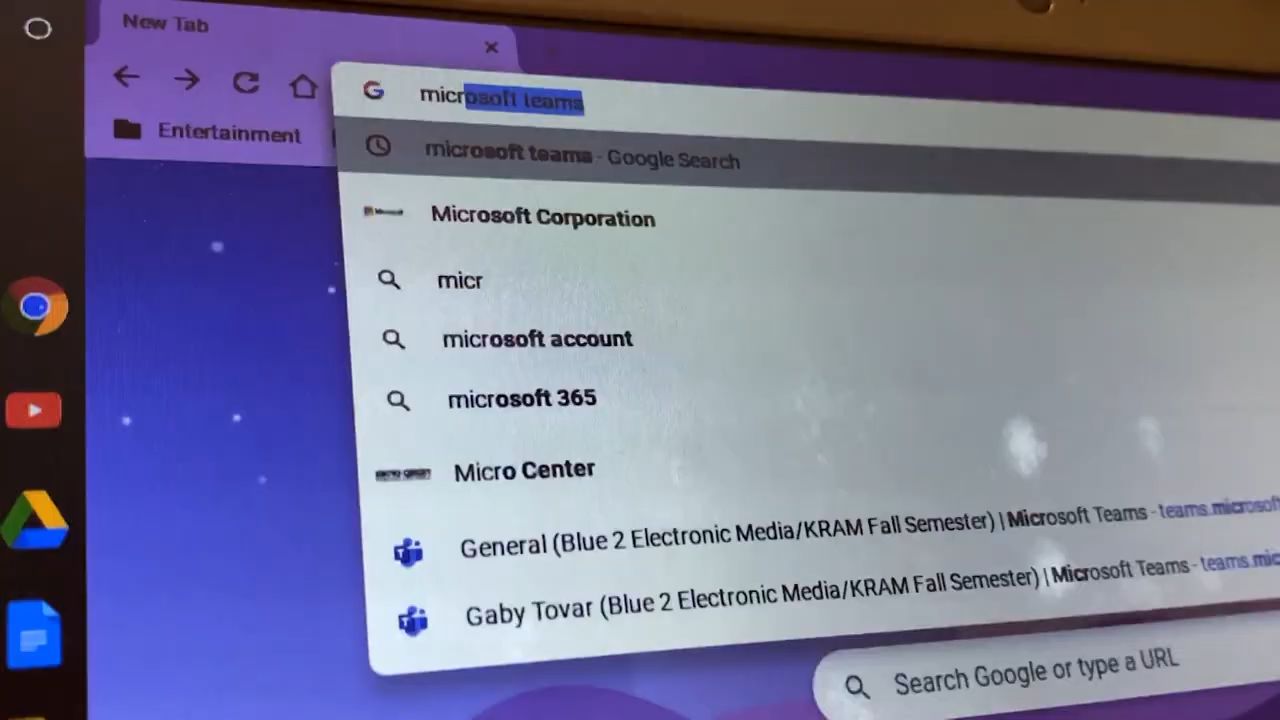 New Tab
microsoft teams
Entertainment
microsoft teams - Google Search
Microsoft Corporation
micr
microsoft account
microsoft 365
Micro Center
General (Blue 2 Electronic Media/KRAM Fall Semester) | Microsoft Teams - teams.microsoft
Gaby Tovar (Blue 2 Electronic Media/KRAM Fall Semester) | Microsoft Teams - teams.mic
Search Google or type a URL